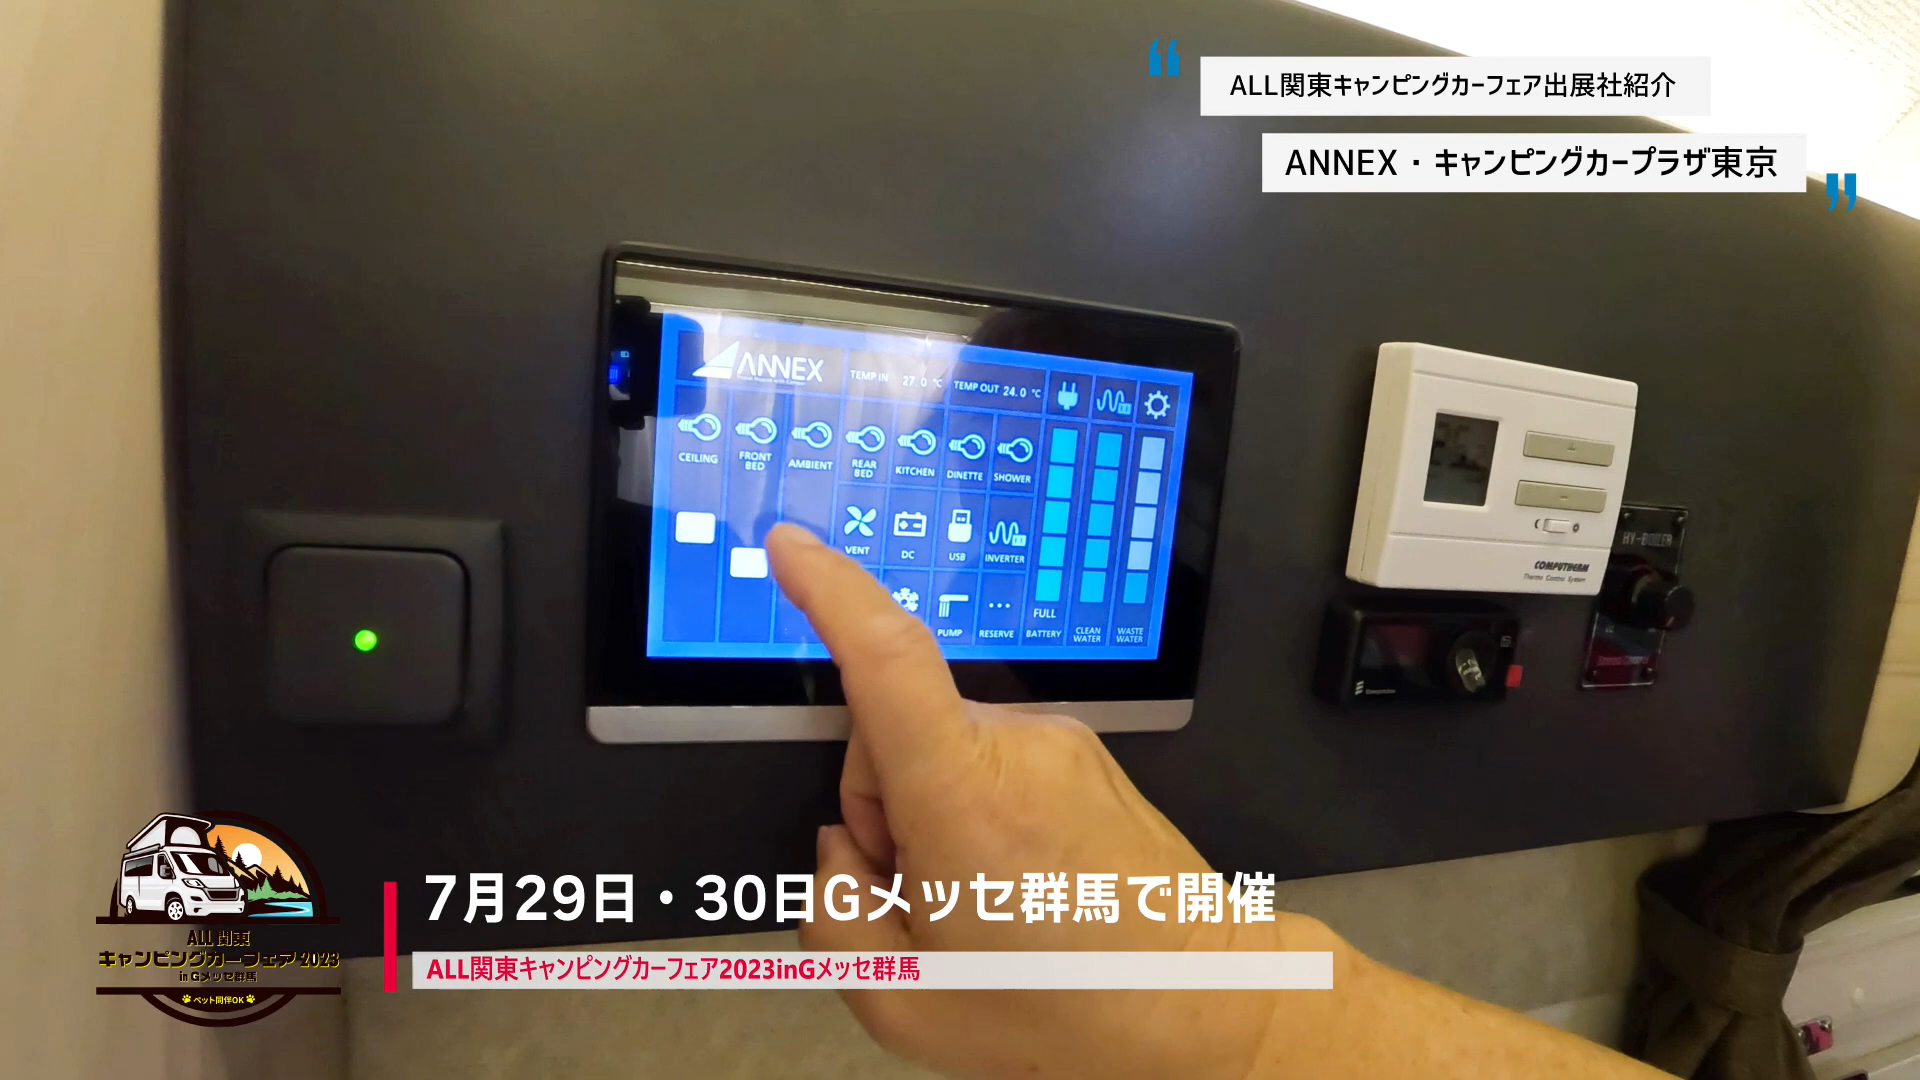 ALL関東キャンピングカーフェア出展社紹介
ANNEX・キャンピングカープラザ東京
ANNEX
TEMP IN 27.0 ℃ TEMP OUT 24.0 ℃
CEILING
FRONT BED
AMBIENT
REAR BED
KITCHEN
DINETTE
SHOWER
VENT
DC
USB
INVERTER
PUMP
RESERVE
FULL
BATTERY
CLEAN WATER
WASTE WATER
COMPUTHERM
Thermo Control System
HY-BOILER
7月29日・30日Gメッセ群馬で開催
ALL関東キャンピングカーフェア2023inGメッセ群馬
ALL 関東
キャンピングカーフェア 2023
in Gメッセ群馬
ペット同伴OK